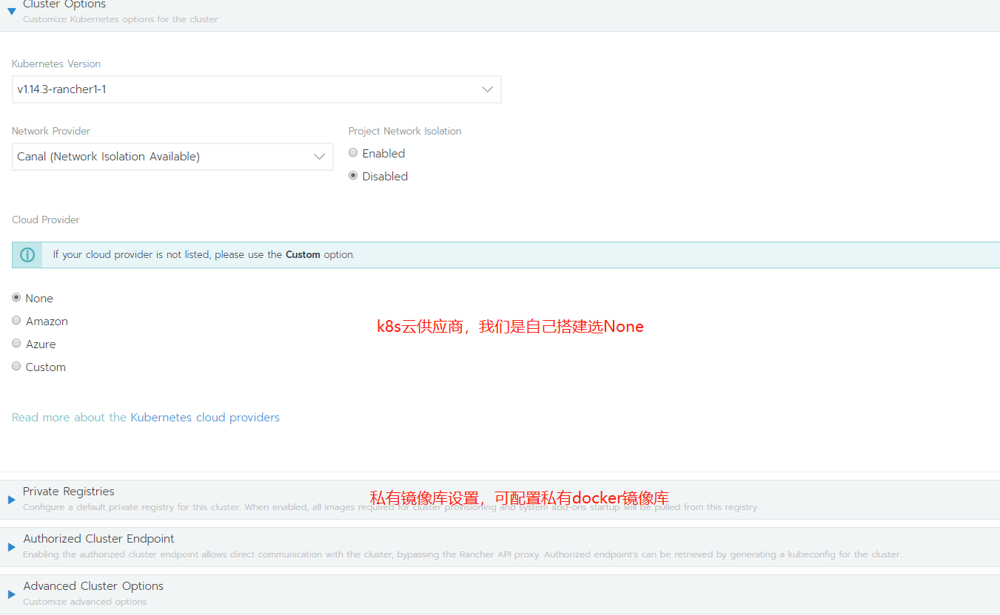 Cluster Options
Customize Kubernetes options for the cluster
Kubernetes Version
v1.14.3-rancher1-1
Network Provider
Project Network Isolation
Canal (Network Isolation Available)
Enabled
Disabled
Cloud Provider
If your cloud provider is not listed, please use the Custom option.
None
Amazon
k8s云供应商，我们是自己搭建选None
Azure
Custom
Read more about the Kubernetes cloud providers
Private Registries
私有镜像库设置，可配置私有docker镜像库
Configure a default private registry for this cluster. When enabled, all images required for cluster provisioning and system add-ons startup will be pulled from this registry.
Authorized Cluster Endpoint
Enabling the authorized cluster endpoint allows direct communication with the cluster, bypassing the Rancher API proxy. Authorized endpoint's can be retrieved by generating a kubeconfig for the cluster.
Advanced Cluster Options
Customize advanced options